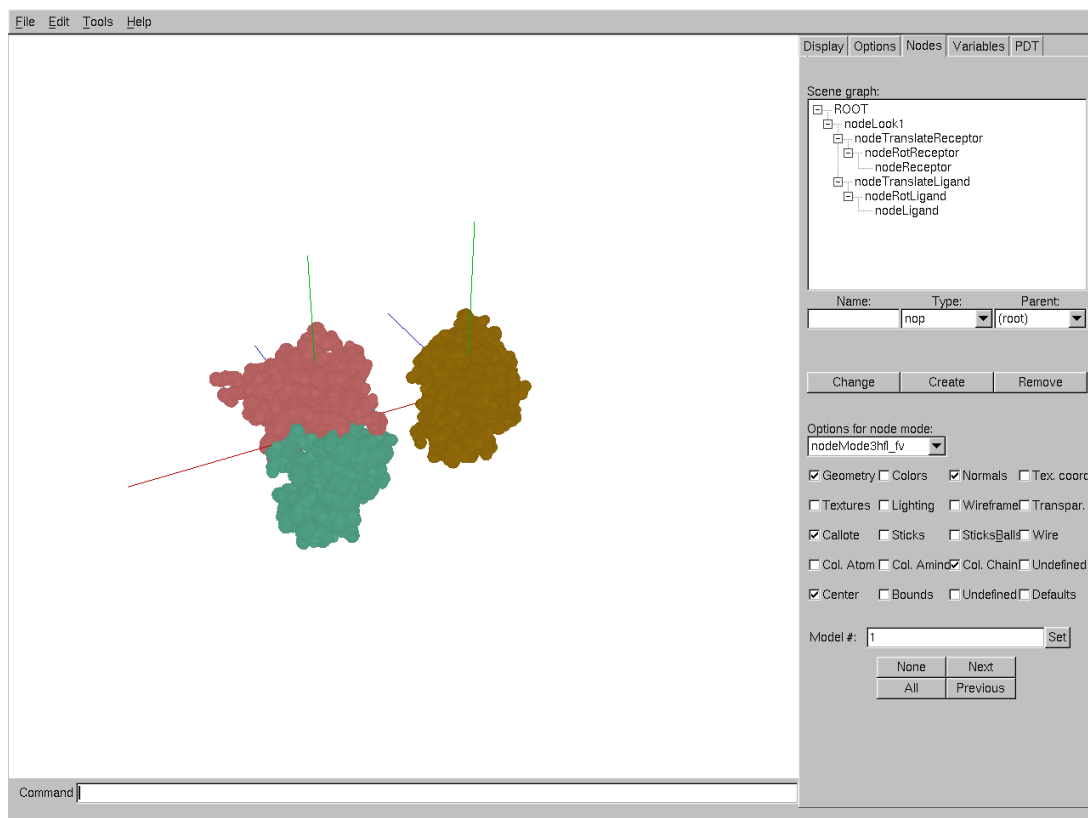 File Edit Tools Help
Display Options Nodes Variables PDT
Scene graph:
ROOT
nodeLook1
nodeTranslateReceptor
nodeRotReceptor
nodeReceptor
nodeTranslateLigand
nodeRotLigand
nodeLigand
Name: Type: Parent:
nop (root)
Change Create Remove
Options for node mode:
nodeMode3hfl_fv
Geometry Colors Normals Tex. coord
Textures Lighting Wireframe Transpar.
Callote Sticks SticksBalls Wire
Col. Atom Col. Amino Col. Chain Undefined
Center Bounds Undefined Defaults
Model #: 1 Set
None Next
All Previous
Command